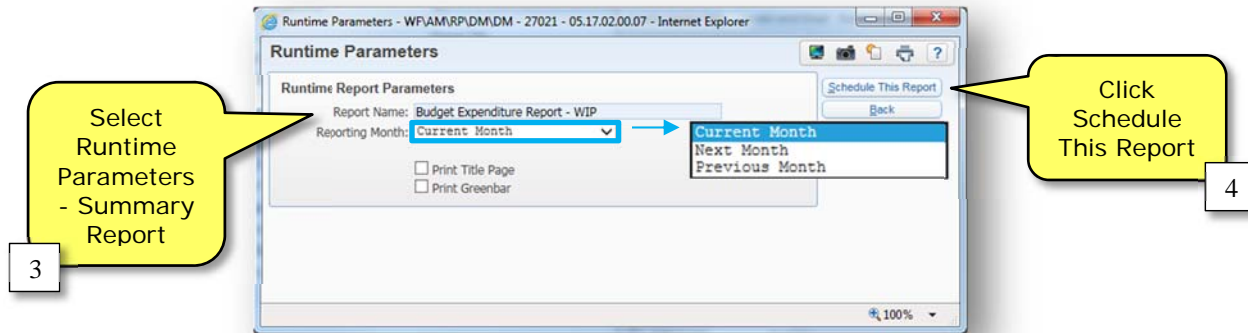 Runtime Parameters - WF\AM\RP\DM\DM - 27021 - 05.17.02.00.07 - Internet Explorer
Runtime Parameters
?
Runtime Report Parameters
Report Name: Budget Expenditure Report - WIP
Reporting Month: Current Month
Current Month
Next Month
Previous Month
Print Title Page
Print Greenbar
Schedule This Report
Back
Select
Runtime
Parameters
- Summary
Report
3
Click
Schedule
This Report
4
100%